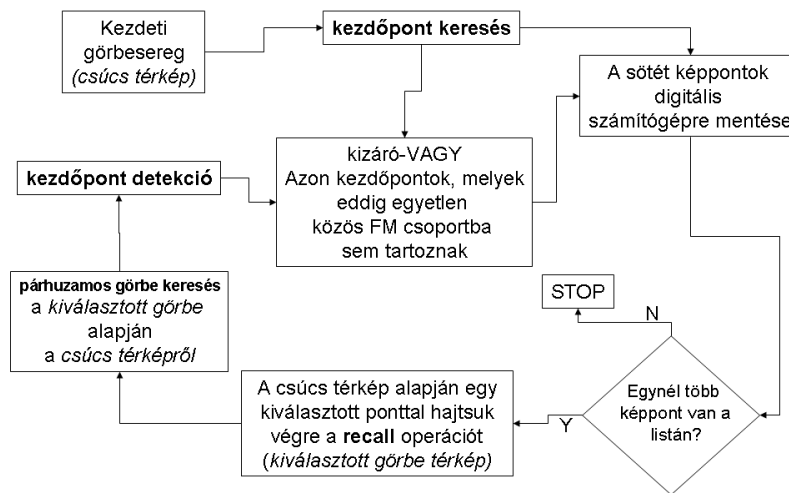 Kezdeti
görbesereg
(csúcs térkép)
kezdőpont keresés
A sötét képpontok
digitális
számítógépre mentése
kizáró-VAGY
Azon kezdőpontok, melyek
eddig egyetlen
közös FM csoportba
sem tartoznak
kezdőpont detekció
párhuzamos görbe keresés
a kiválasztott görbe
alapján
a csúcs térképről
STOP
N
Egynél több
képpont van a
listán?
Y
A csúcs térkép alapján egy
kiválasztott ponttal hajtsuk
végre a recall operációt
(kiválasztott görbe térkép)